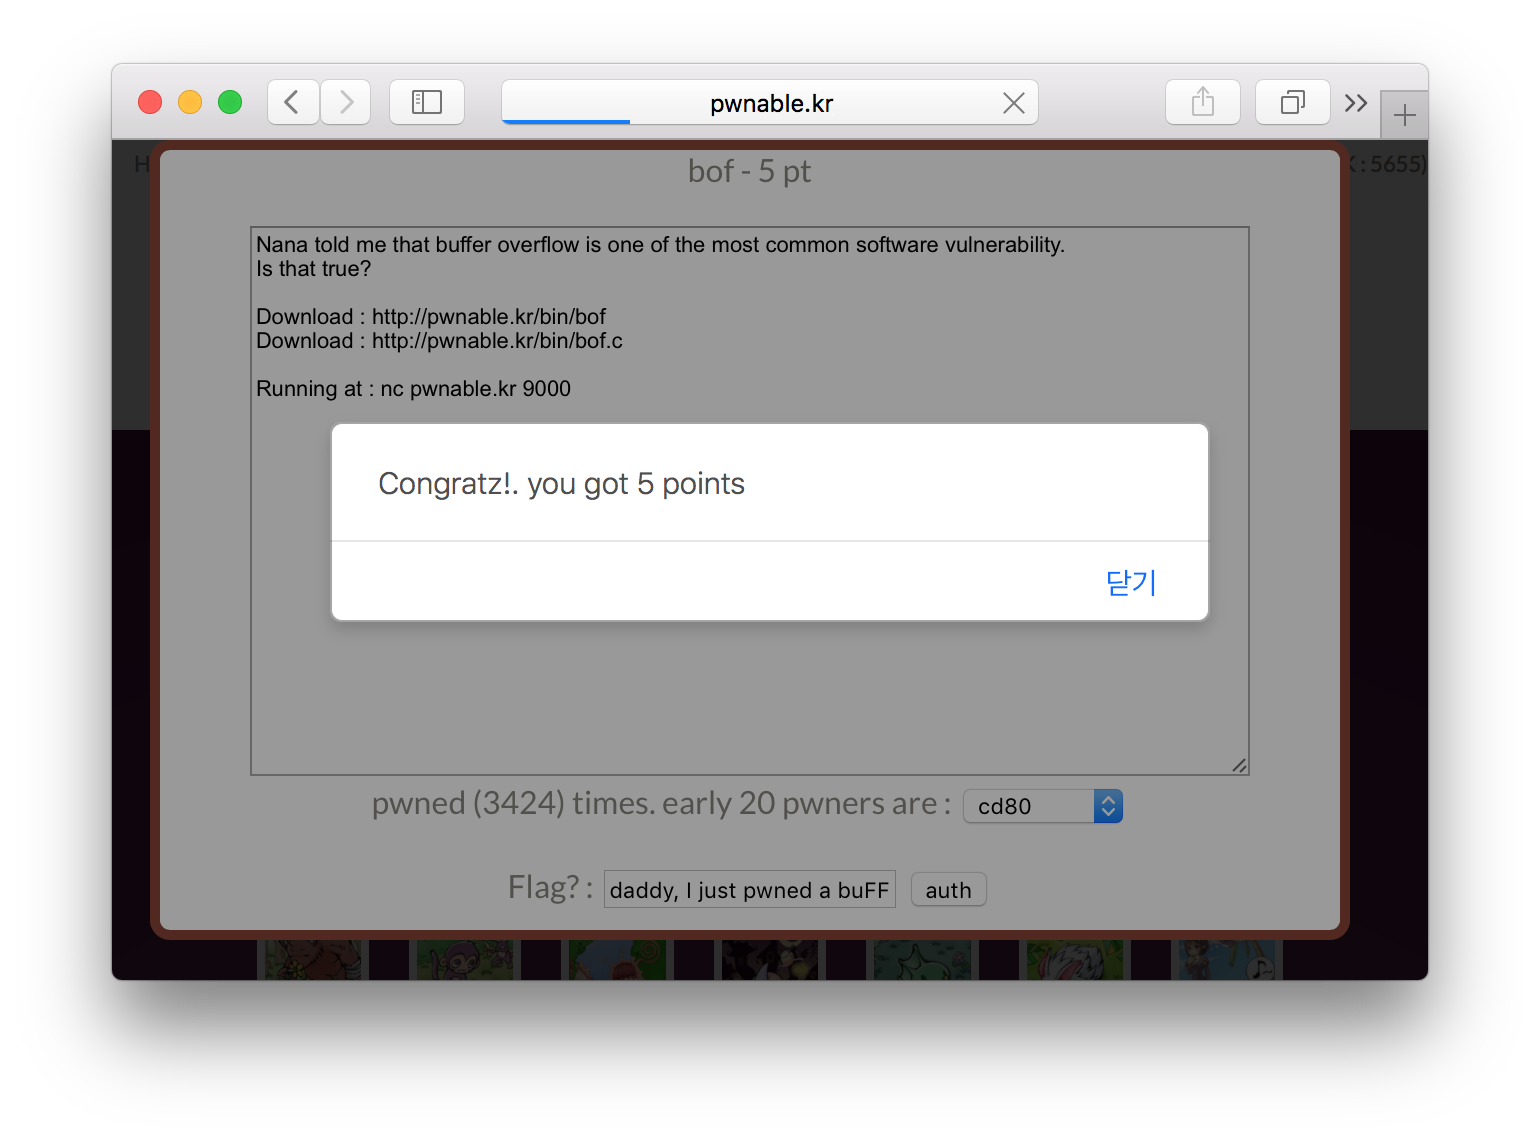 pwnable.kr
H
K:5655)
bof - 5 pt
Nana told me that buffer overflow is one of the most common software vulnerability.
Is that true?
Download : http://pwnable.kr/bin/bof
Download : http://pwnable.kr/bin/bof.c
Running at : nc pwnable.kr 9000
Congratz!. you got 5 points
닫기
pwned (3424) times. early 20 pwners are : cd80
Flag? : daddy, I just pwned a buFF auth